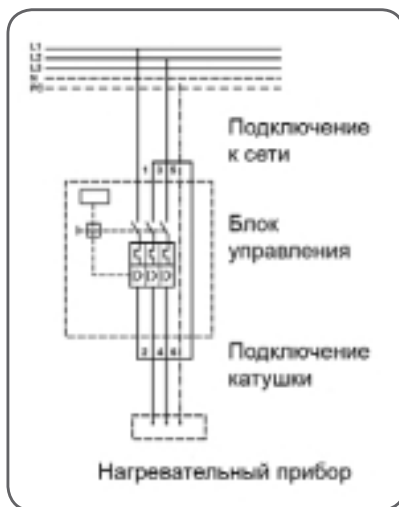 L1
L2
L3
N
PE
Подключение
к сети
1 3 5
Блок
управления
2 4 6
Подключение
катушки
Нагревательный прибор